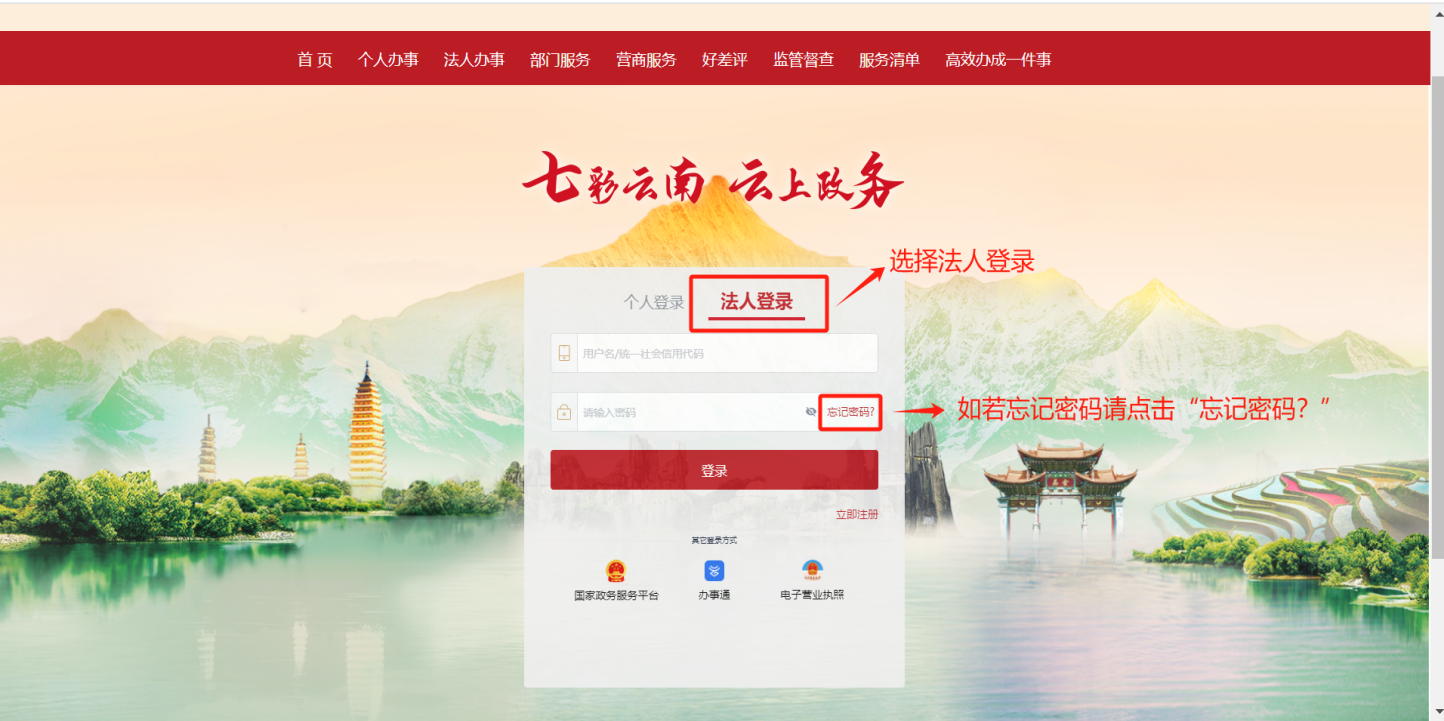 首页 个人办事 法人办事 部门服务 营商服务 好差评 监管督查 服务清单 高效办成一件事
七彩云南 云上政务
选择法人登录
个人登录 法人登录
用户名/统一社会信用代码
请输入密码 忘记密码?
如若忘记密码请点击“忘记密码？”
登录
立即注册
其它登录方式
国家政务服务平台 办事通 电子营业执照